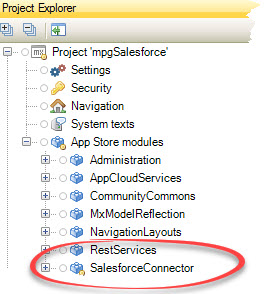 Project Explorer
mx Project 'mpgSalesforce'
Settings
Security
Navigation
System texts
App Store modules
Administration
AppCloudServices
CommunityCommons
MxModelReflection
NavigationLayouts
RestServices
SalesforceConnector